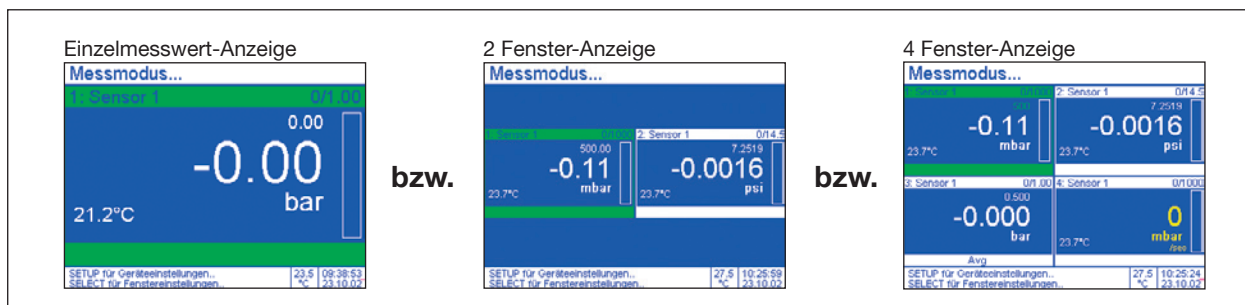 Einzelmesswert-Anzeige
Messmodus...
1: Sensor 1 0/1.00
0.00
-0.00
bar
21.2°C
SETUP für Geräteeinstellungen.. 23.5 09:38:53
SELECT für Fenstereinstellungen.. °C 23.10.02
bzw.
2 Fenster-Anzeige
Messmodus...
1: Sensor 1 0/1000 2: Sensor 1 0/14.5
500.00 7.2519
-0.11 -0.0016
mbar psi
23.7°C
SETUP für Geräteeinstellungen.. 27.5 10:25:59
SELECT für Fenstereinstellungen.. °C 23.10.02
bzw.
4 Fenster-Anzeige
Messmodus...
1: Sensor 1 0/1000 2: Sensor 1 0/14.5
500 7.2519
-0.11 -0.0016
mbar psi
23.7°C 23.7°C
3: Sensor 1 0/1.00 4: Sensor 1 0/1000
0.500
-0.000 0
bar mbar
/sec
23.7°C
Avg
SETUP für Geräteeinstellungen.. 27.5 10:25:24
SELECT für Fenstereinstellungen.. °C 23.10.02